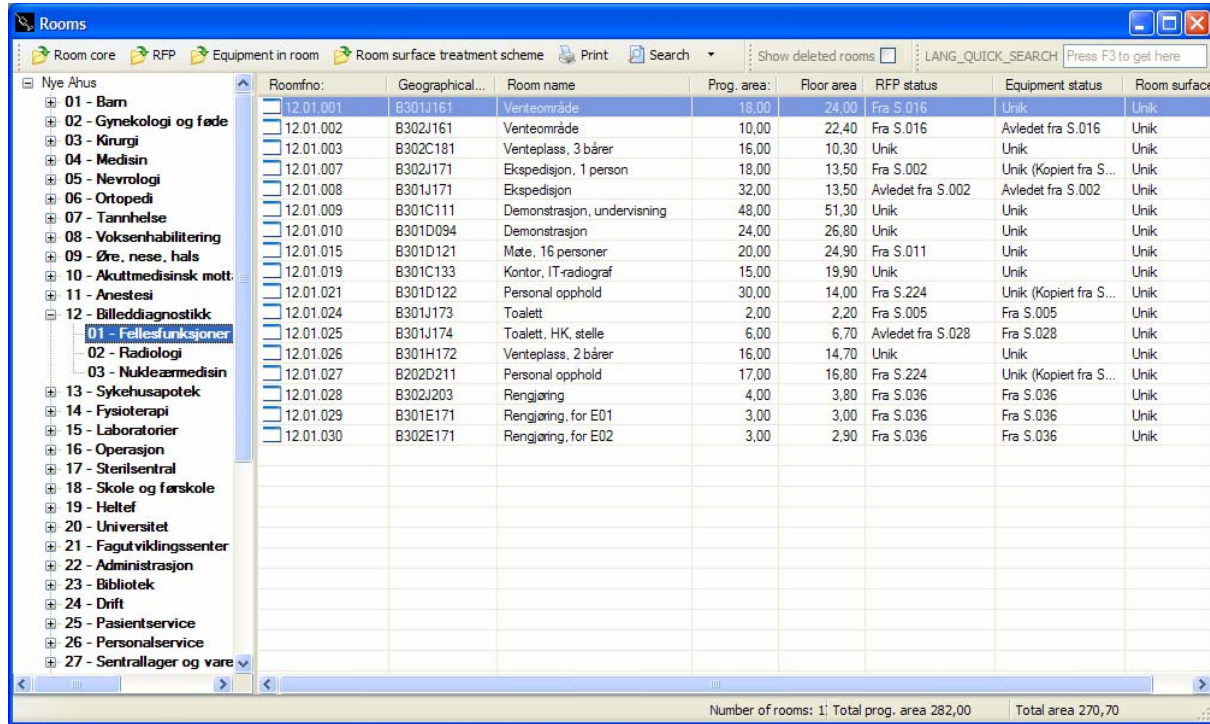 Rooms
Room core RFP Equipment in room Room surface treatment scheme Print Search Show deleted rooms LANG_QUICK_SEARCH Press F3 to get here
Nye Ahus
01 - Barn
02 - Gynekologi og føde
03 - Kirurgi
04 - Medisin
05 - Nevrologi
06 - Ortopedi
07 - Tannhelse
08 - Voksenhabilitering
09 - Øre, nese, hals
10 - Akuttmedisinsk mott
11 - Anestesi
12 - Billeddiagnostikk
01 - Fellesfunksjoner
02 - Radiologi
03 - Nukleærmedisin
13 - Sykehusapotek
14 - Fysioterapi
15 - Laboratorier
16 - Operasjon
17 - Sterilsentral
18 - Skole og førskole
19 - Heltef
20 - Universitet
21 - Fagutviklingssenter
22 - Administrasjon
23 - Bibliotek
24 - Drift
25 - Pasientservice
26 - Personalservice
27 - Sentrallager og vare
Roomfno: Geographical... Room name Prog. area: Floor area RFP status Equipment status Room surface
12.01.001 B301J161 Venteområde 18,00 24,00 Fra S.016 Unik Unik
12.01.002 B302J161 Venteområde 10,00 22,40 Fra S.016 Avledet fra S.016 Unik
12.01.003 B302C181 Venteplass, 3 bårer 16,00 10,30 Unik Unik Unik
12.01.007 B302J171 Ekspedisjon, 1 person 18,00 13,50 Fra S.002 Unik (Kopiert fra S... Unik
12.01.008 B301J171 Ekspedisjon 32,00 13,50 Avledet fra S.002 Avledet fra S.002 Unik
12.01.009 B301C111 Demonstrasjon, undervisning 48,00 51,30 Unik Unik Unik
12.01.010 B301D094 Demonstrasjon 24,00 26,80 Unik Unik Unik
12.01.015 B301D121 Møte, 16 personer 20,00 24,90 Fra S.011 Unik Unik
12.01.019 B301C133 Kontor, IT-radiograf 15,00 19,90 Unik Unik Unik
12.01.021 B301D122 Personal opphold 30,00 14,00 Fra S.224 Unik (Kopiert fra S... Unik
12.01.024 B301J173 Toalett 2,00 2,20 Fra S.005 Fra S.005 Unik
12.01.025 B301J174 Toalett, HK, stelle 6,00 6,70 Avledet fra S.028 Fra S.028 Unik
12.01.026 B301H172 Venteplass, 2 bårer 16,00 14,70 Unik Unik Unik
12.01.027 B202D211 Personal opphold 17,00 16,80 Fra S.224 Unik (Kopiert fra S... Unik
12.01.028 B302J203 Rengjøring 4,00 3,80 Fra S.036 Fra S.036 Unik
12.01.029 B301E171 Rengjøring, for E01 3,00 3,00 Fra S.036 Fra S.036 Unik
12.01.030 B302E171 Rengjøring, for E02 3,00 2,90 Fra S.036 Fra S.036 Unik
Number of rooms: 1 Total prog. area 282,00 Total area 270,70